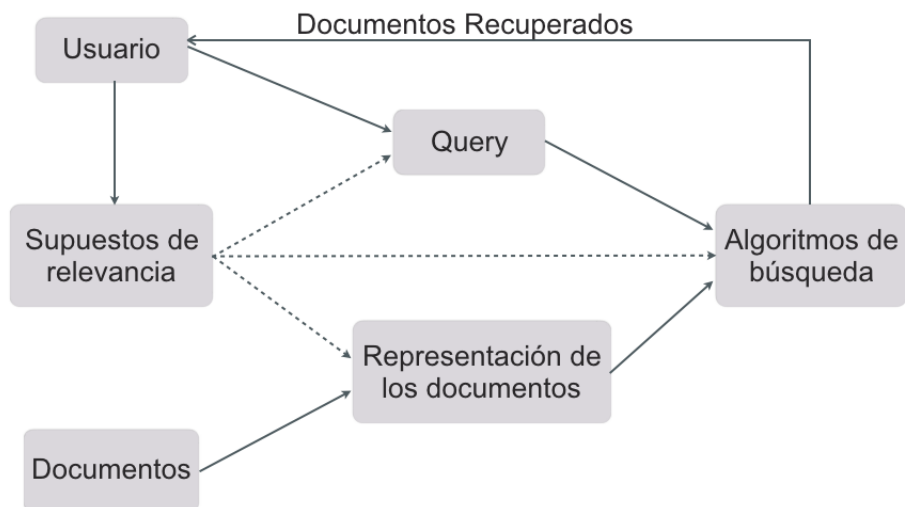 Documentos Recuperados
Usuario
Query
Supuestos de
relevancia
Algoritmos de
búsqueda
Representación de
los documentos
Documentos